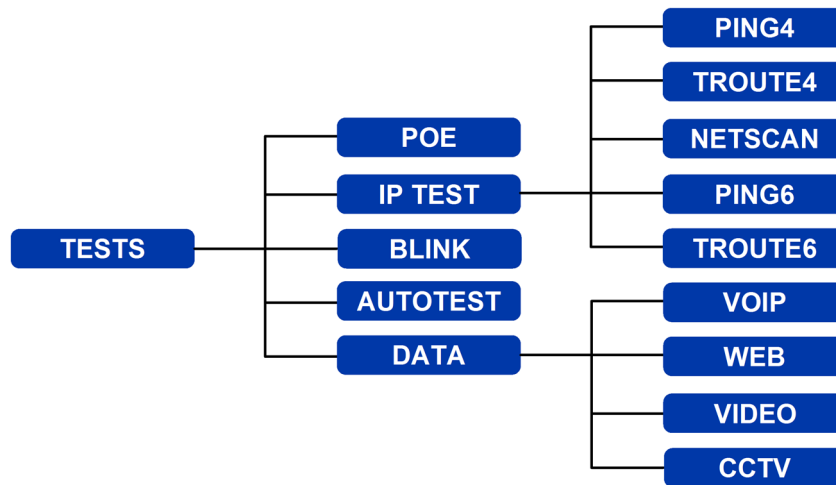 TESTS
POE
IP TEST
BLINK
AUTOTEST
DATA
PING4
TROUTE4
NETSCAN
PING6
TROUTE6
VOIP
WEB
VIDEO
CCTV